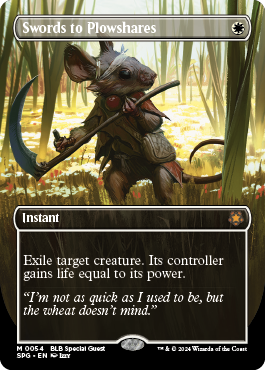 Swords to Plowshares
Instant
Exile target creature. Its controller
gains life equal to its power.
“I’m not as quick as I used to be, but
the wheat doesn’t mind.”
M 0054 BLB Special Guest
SPG • EN Izzy
™ & © 2024 Wizards of the Coast